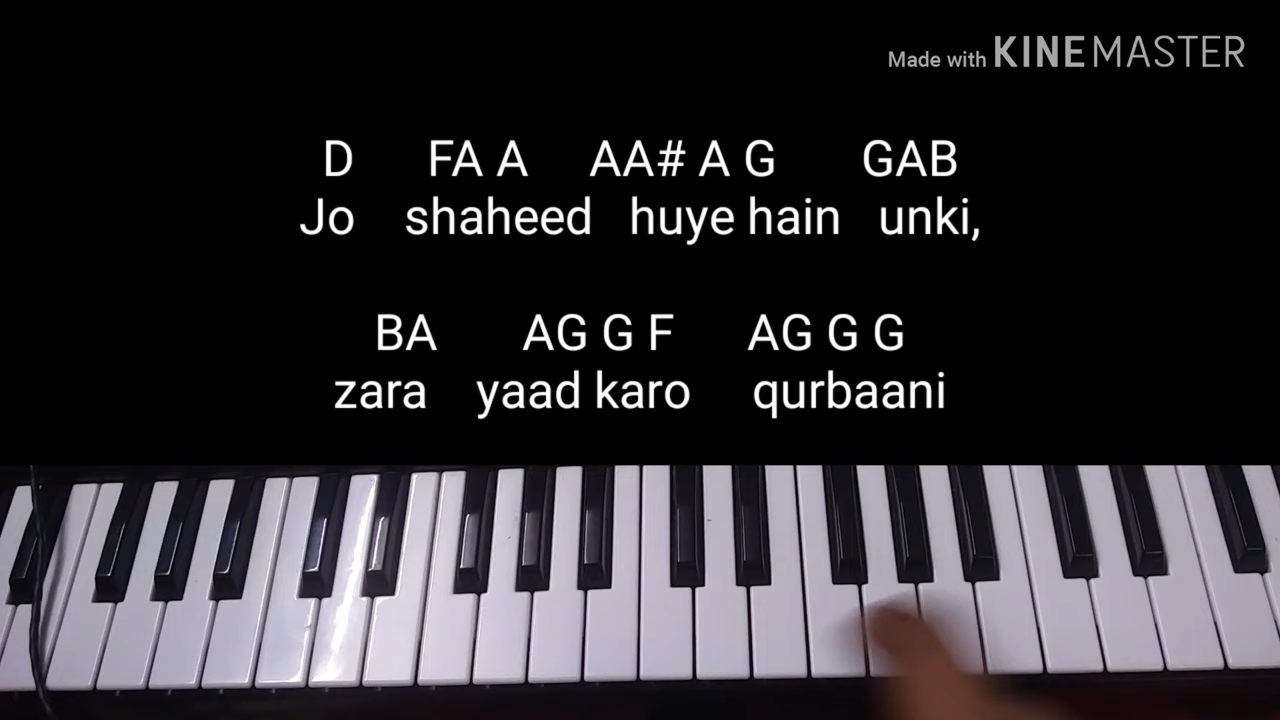 Made with KINEMASTER
D FA A AA# A G GAB
Jo shaheed huye hain unki,
BA AG G F AG G G
zara yaad karo qurbaani